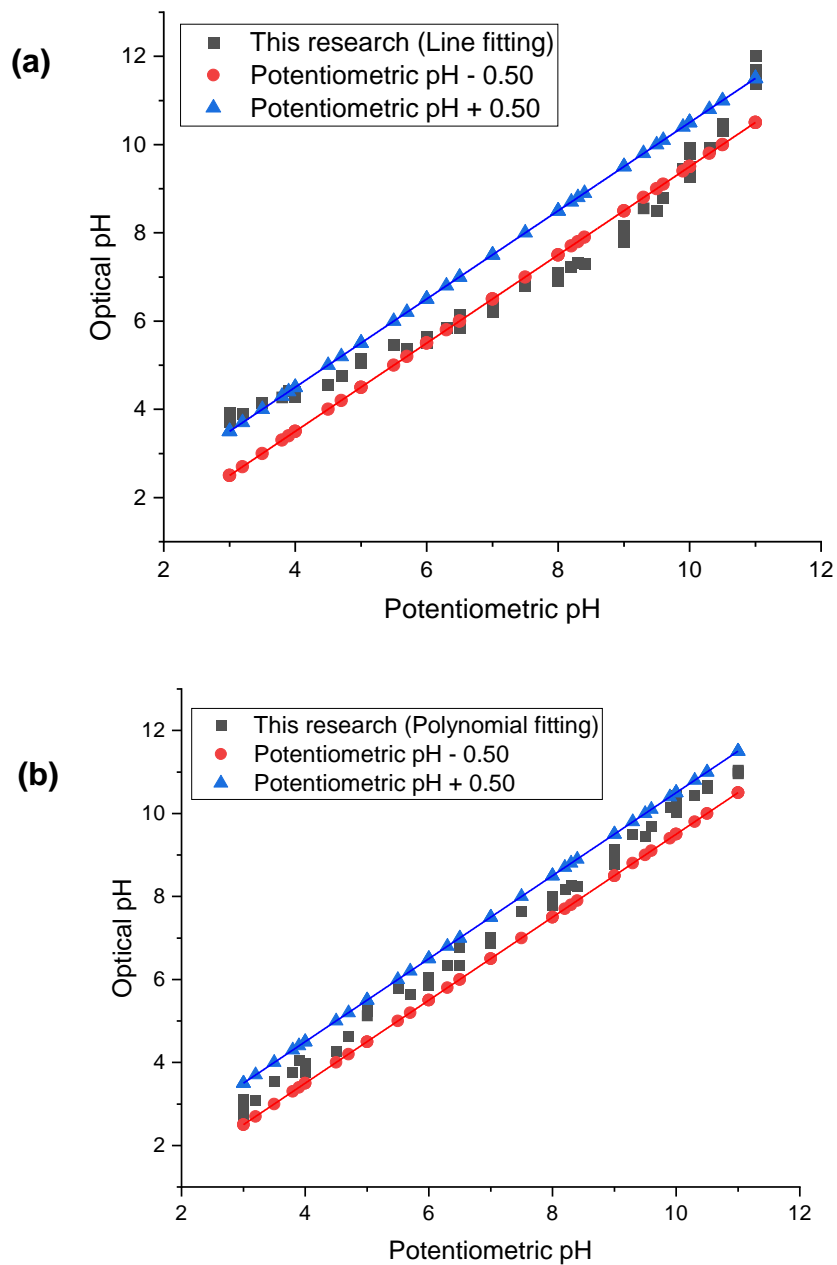 (a)
This research (Line fitting)
Potentiometric pH - 0.50
Potentiometric pH + 0.50
12
10
8
6
4
2
Optical pH
2 4 6 8 10 12
Potentiometric pH
(b)
This research (Polynomial fitting)
Potentiometric pH - 0.50
Potentiometric pH + 0.50
12
10
8
6
4
2
Optical pH
2 4 6 8 10 12
Potentiometric pH